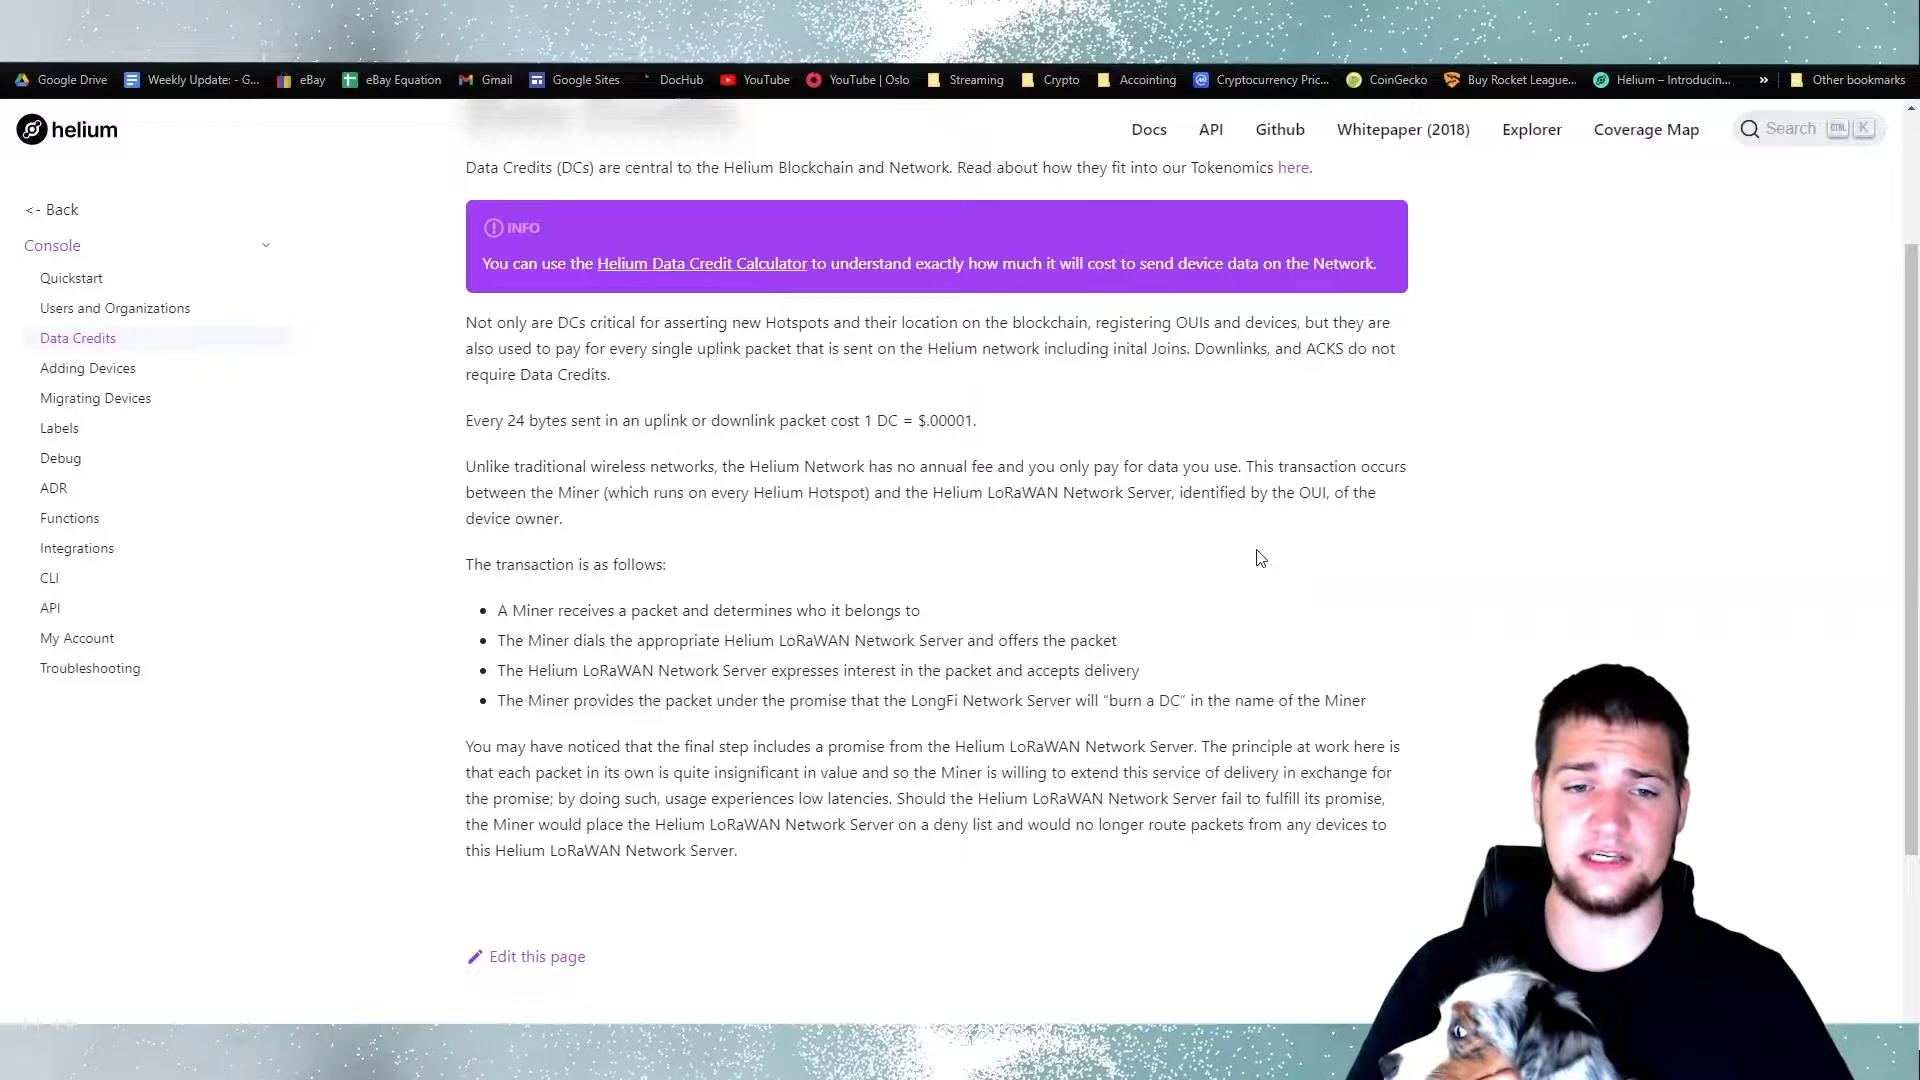 Google Drive Weekly Update: - G... eBay eBay Equation Gmail Google Sites DocHub YouTube YouTube | Oslo Streaming Crypto Accointing Cryptocurrency Pric... CoinGecko Buy Rocket League... Helium – Introducin... » Other bookmarks
helium Docs API Github Whitepaper (2018) Explorer Coverage Map Search CTRL K
<- Back
Console
Quickstart
Users and Organizations
Data Credits
Adding Devices
Migrating Devices
Labels
Debug
ADR
Functions
Integrations
CLI
API
My Account
Troubleshooting
Data Credits (DCs) are central to the Helium Blockchain and Network. Read about how they fit into our Tokenomics here.
INFO
You can use the Helium Data Credit Calculator to understand exactly how much it will cost to send device data on the Network.
Not only are DCs critical for asserting new Hotspots and their location on the blockchain, registering OUIs and devices, but they are
also used to pay for every single uplink packet that is sent on the Helium network including inital Joins. Downlinks, and ACKS do not
require Data Credits.
Every 24 bytes sent in an uplink or downlink packet cost 1 DC = $.00001.
Unlike traditional wireless networks, the Helium Network has no annual fee and you only pay for data you use. This transaction occurs
between the Miner (which runs on every Helium Hotspot) and the Helium LoRaWAN Network Server, identified by the OUI, of the
device owner.
The transaction is as follows:
• A Miner receives a packet and determines who it belongs to
• The Miner dials the appropriate Helium LoRaWAN Network Server and offers the packet
• The Helium LoRaWAN Network Server expresses interest in the packet and accepts delivery
• The Miner provides the packet under the promise that the LongFi Network Server will “burn a DC” in the name of the Miner
You may have noticed that the final step includes a promise from the Helium LoRaWAN Network Server. The principle at work here is
that each packet in its own is quite insignificant in value and so the Miner is willing to extend this service of delivery in exchange for
the promise; by doing such, usage experiences low latencies. Should the Helium LoRaWAN Network Server fail to fulfill its promise,
the Miner would place the Helium LoRaWAN Network Server on a deny list and would no longer route packets from any devices to
this Helium LoRaWAN Network Server.
Edit this page